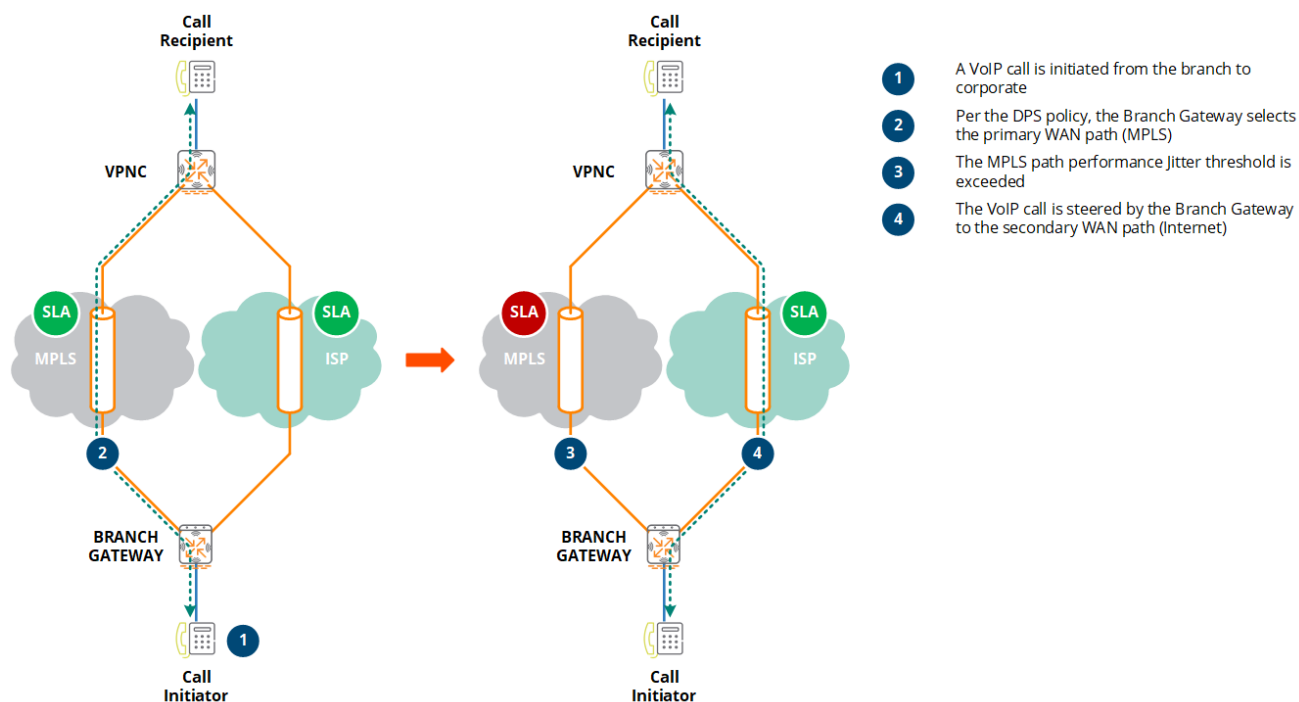 Call
Recipient
VPNC
SLA
MPLS
SLA
ISP
2
BRANCH
GATEWAY
1
Call
Initiator
Call
Recipient
VPNC
SLA
MPLS
SLA
ISP
3
4
BRANCH
GATEWAY
Call
Initiator
1
A VoIP call is initiated from the branch to
corporate
2
Per the DPS policy, the Branch Gateway selects
the primary WAN path (MPLS)
3
The MPLS path performance Jitter threshold is
exceeded
4
The VoIP call is steered by the Branch Gateway
to the secondary WAN path (Internet)